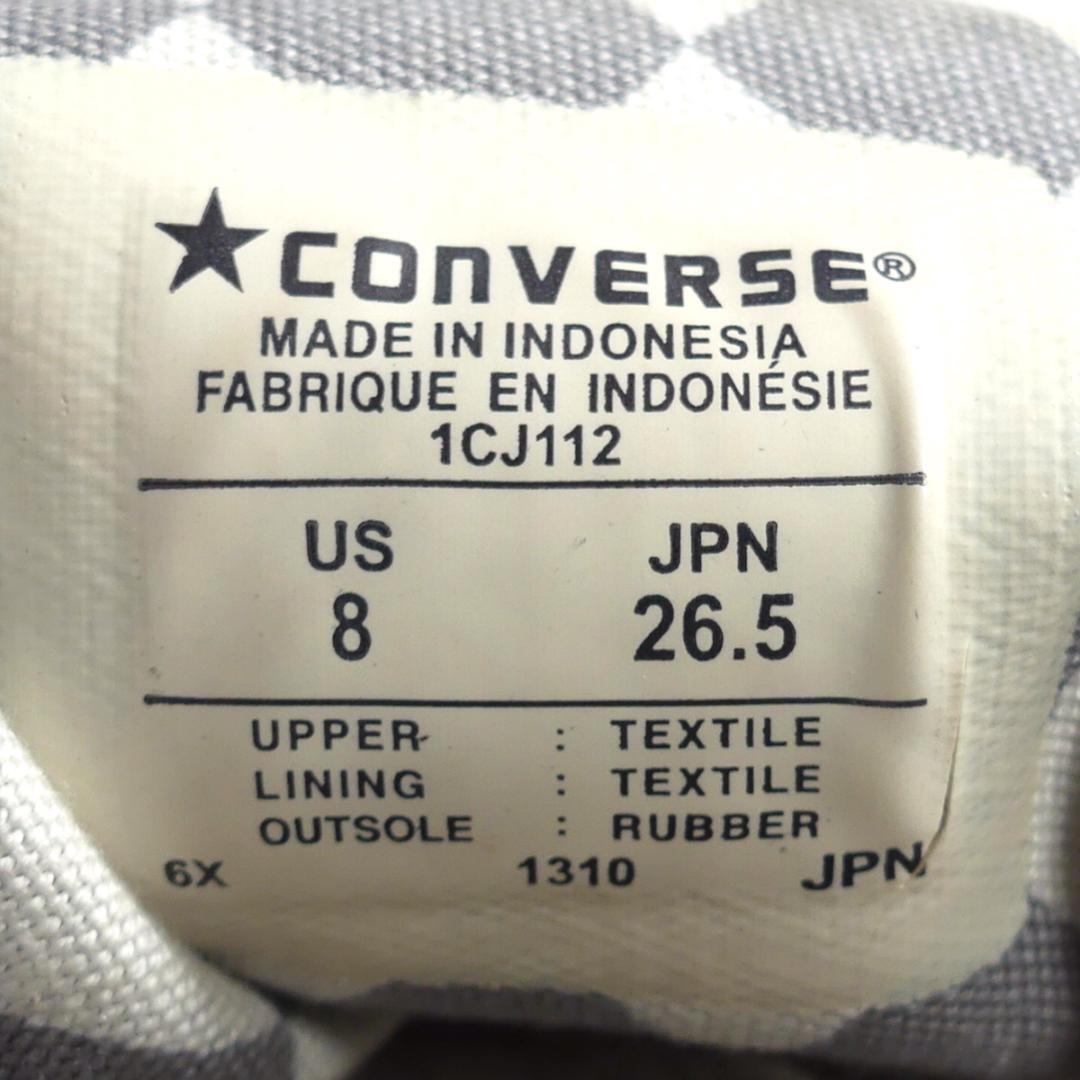 ★CONVERSE®
MADE IN INDONESIA
FABRIQUE EN INDONÉSIE
1CJ112
US JPN
8 26.5
UPPER : TEXTILE
LINING : TEXTILE
OUTSOLE : RUBBER
6X 1310 JPN